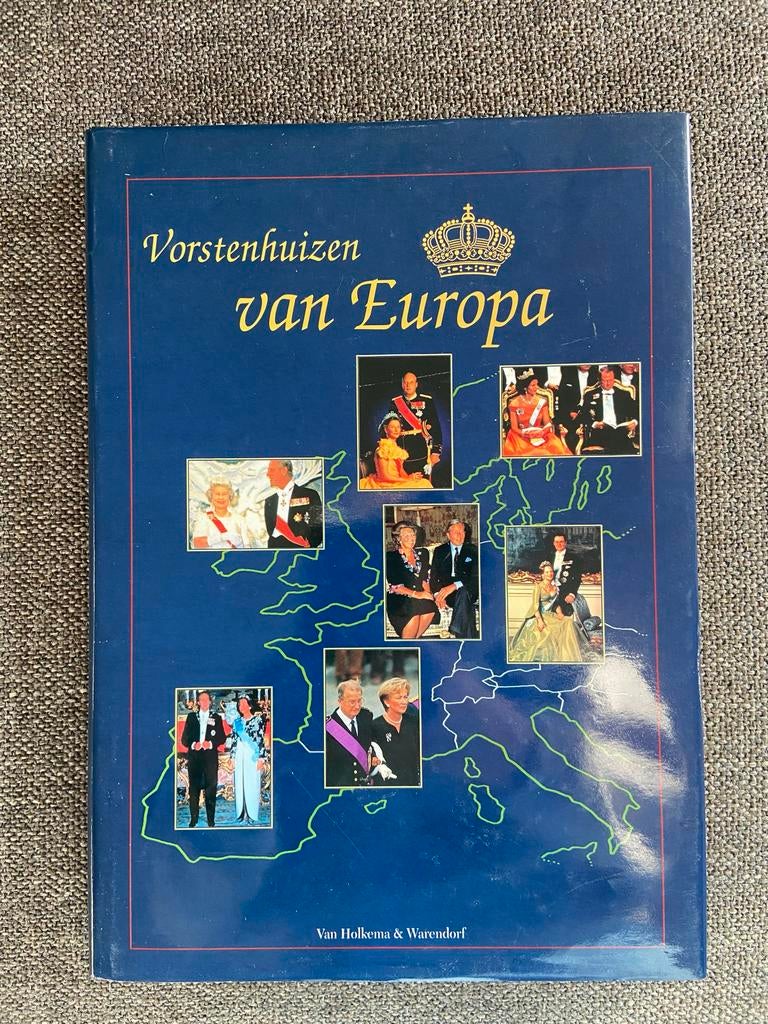 Vorstenhuizen
van Europa
Van Holkema & Warendorf